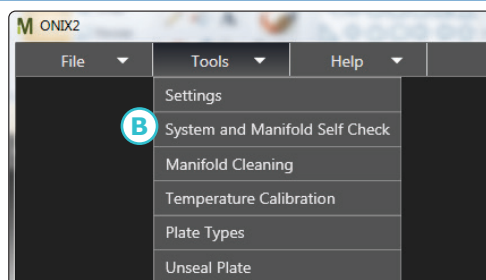 M ONIX2
File Tools Help
Settings
B System and Manifold Self Check
Manifold Cleaning
Temperature Calibration
Plate Types
Unseal Plate